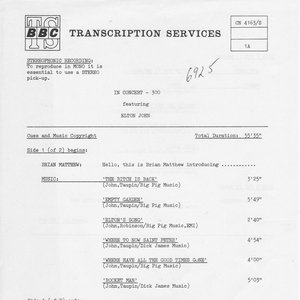 TS
BBC
TRANSCRIPTION SERVICES
CN 4163/S
1A
STEREOPHONIC RECORDING:
To reproduce in MONO it is
essential to use a STEREO
pick-up.
6925
IN CONCERT - 300
featuring
ELTON JOHN
Cues and Music Copyright
Total Duration: 55'35"
Side 1 (of 2) begins:
BRIAN MATTHEW: Hello, this is Brian Matthew introducing ............
MUSIC: 'THE BITCH IS BACK' 5'25"
(John,Taupin/Big Pig Music)
'EMPTY GARDEN' 5'49"
(John,Taupin/Big Pig Music)
'ELTON'S SONG' 2'40"
(John,Robinson/Big Pig Music,EMI)
'WHERE TO NOW SAINT PETER' 4'54"
(John,Taupin/Dick James Music)
'WHERE HAVE ALL THE GOOD TIMES GONE' 4'00"
(John,Taupin/Big Pig Music)
'ROCKET MAN' 5'03"
(John,Taupin/Dick James Music)